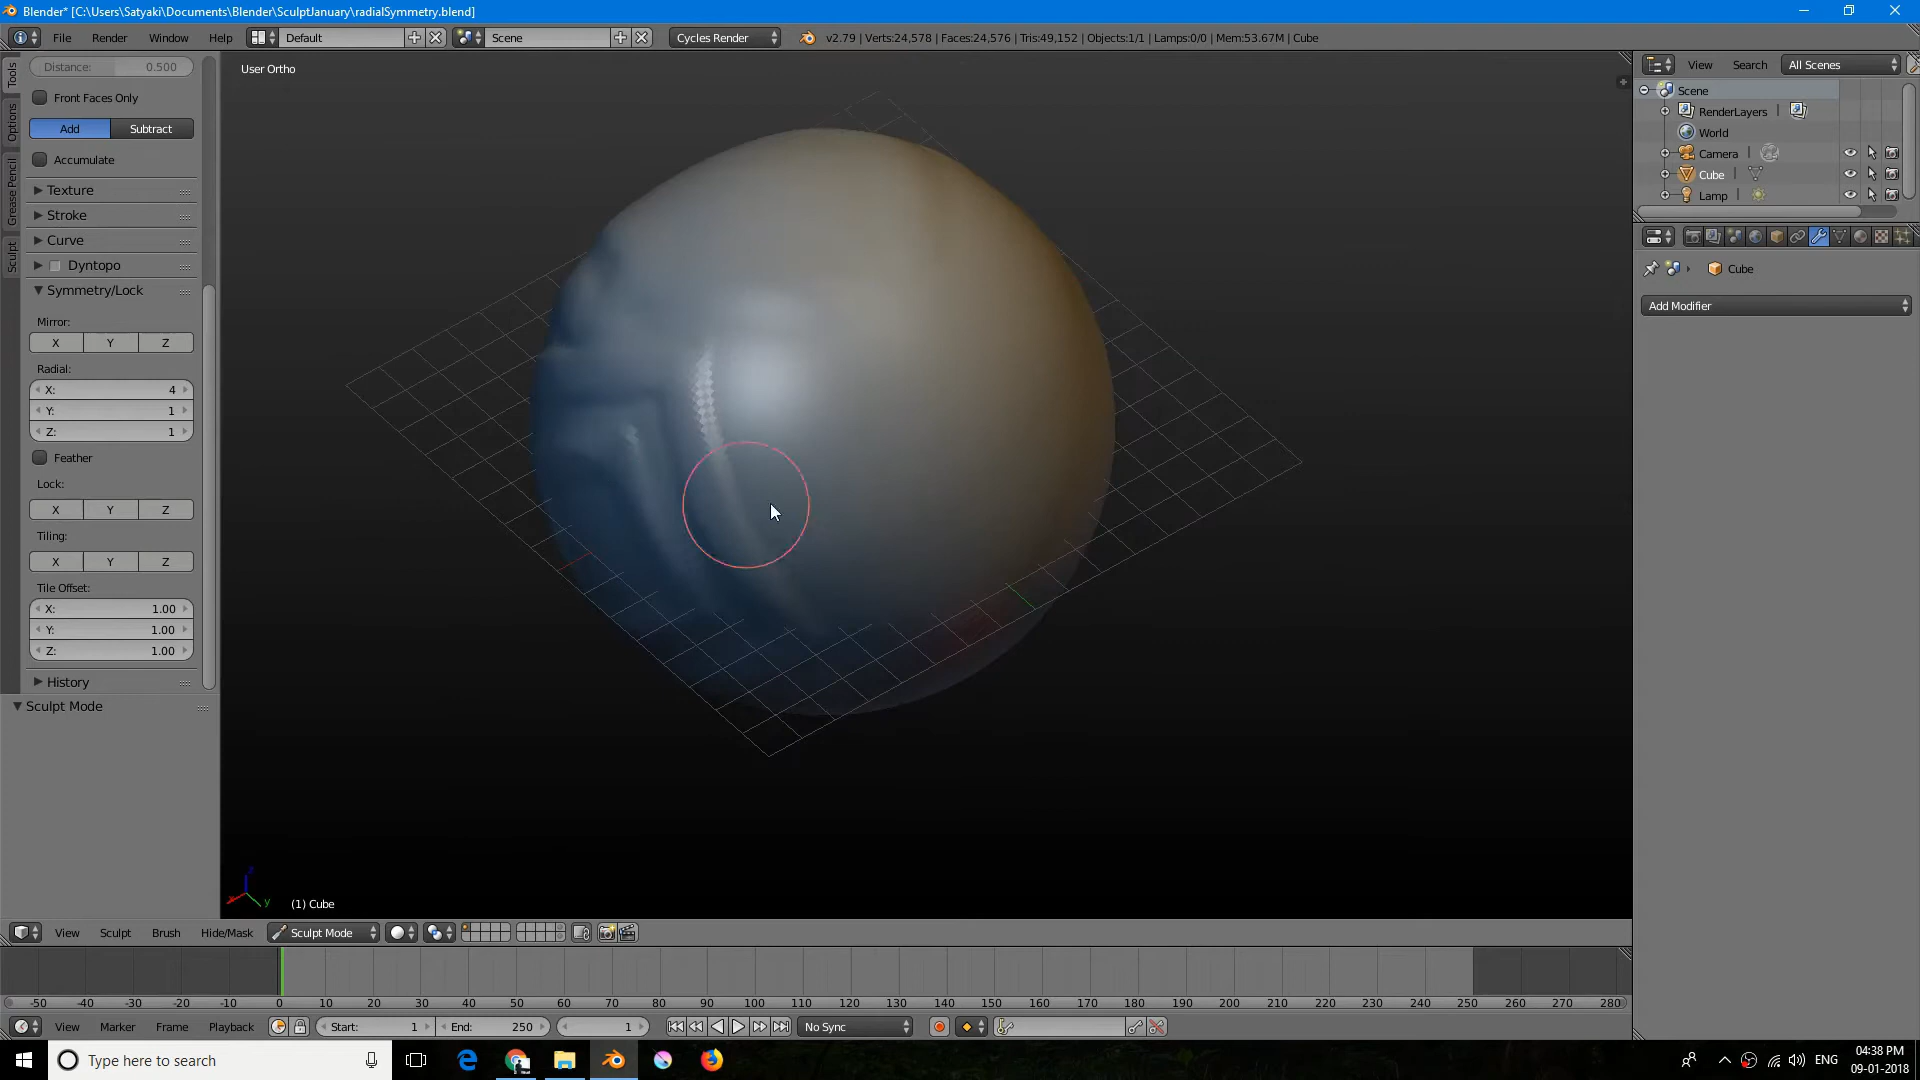 Blender* [C:\Users\Satyaki\Documents\Blender\SculptJanuary\radialSymmetry.blend]
File Render Window Help Default Scene Cycles Render v2.79 | Verts:24,578 | Faces:24,576 | Tris:49,152 | Objects:1/1 | Lamps:0/0 | Mem:53.67M | Cube
Tools
Options
Grease Pencil
Sculpt
Distance: 0.500
Front Faces Only
Add Subtract
Accumulate
Texture
Stroke
Curve
Dyntopo
Symmetry/Lock
Mirror:
X Y Z
Radial:
X: 4
Y: 1
Z: 1
Feather
Lock:
X Y Z
Tiling:
X Y Z
Tile Offset:
X: 1.00
Y: 1.00
Z: 1.00
History
Sculpt Mode
User Ortho
z
x y
(1) Cube
View Search All Scenes
Scene
RenderLayers
World
Camera
Cube
Lamp
Cube
Add Modifier
View Sculpt Brush Hide/Mask Sculpt Mode
-50 -40 -30 -20 -10 0 10 20 30 40 50 60 70 80 90 100 110 120 130 140 150 160 170 180 190 200 210 220 230 240 250 260 270 280
View Marker Frame Playback Start: 1 End: 250 1 No Sync
Type here to search
ENG
04:38 PM
09-01-2018